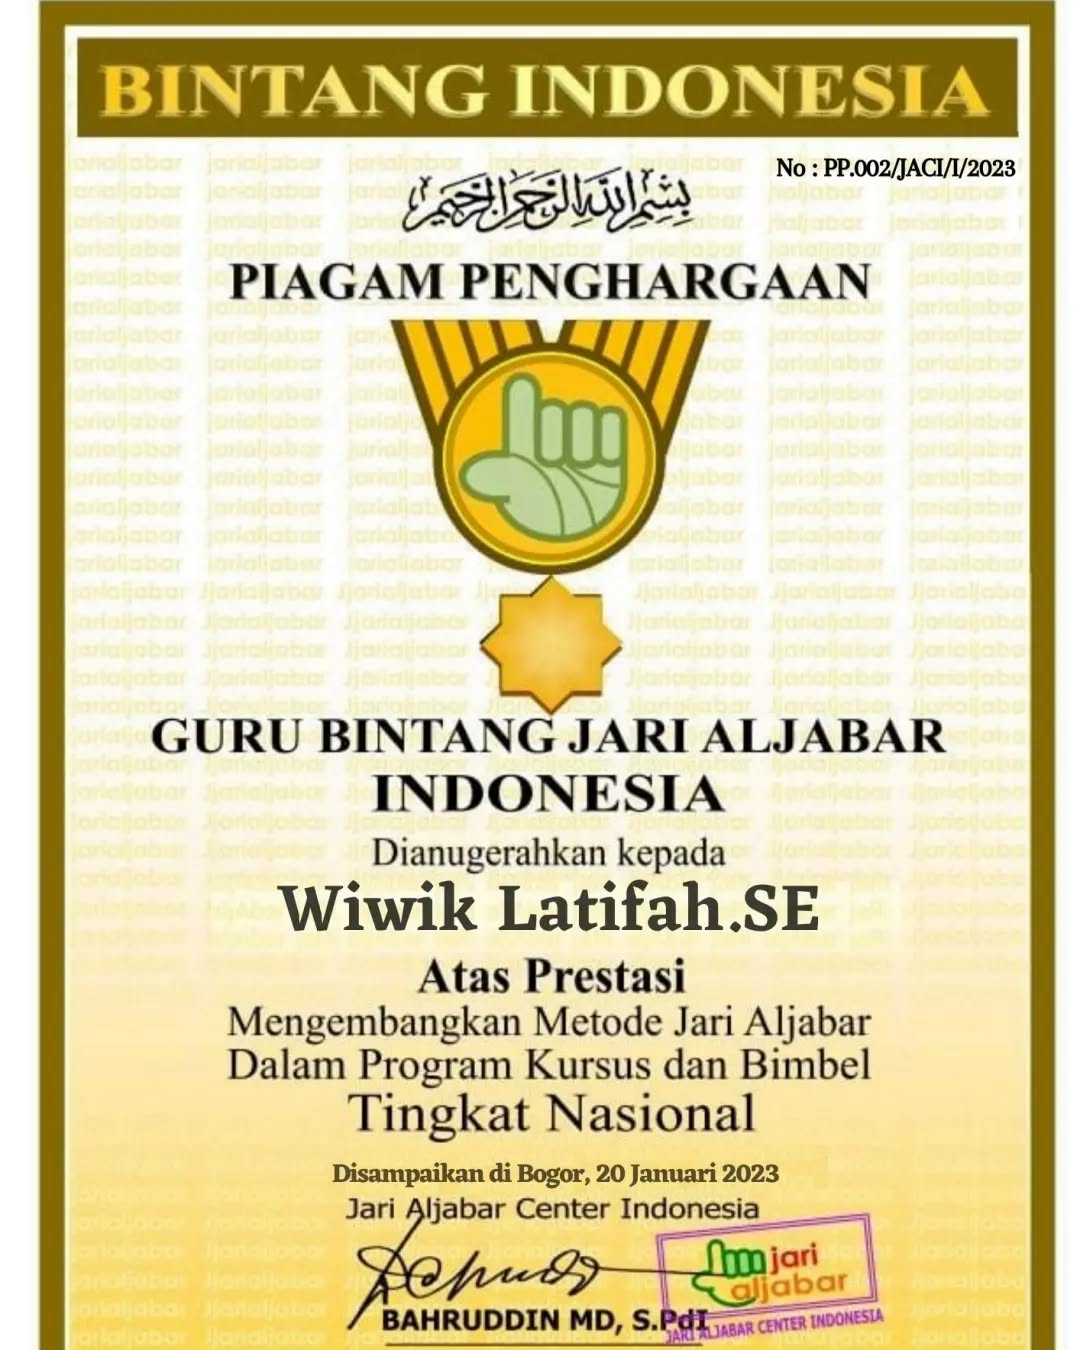 BINTANG INDONESIA
No : PP.002/JACI/I/2023
بسم الله الرحمن الرحيم
PIAGAM PENGHARGAAN
GURU BINTANG JARI ALJABAR
INDONESIA
Dianugerahkan kepada
Wiwik Latifah.SE
Atas Prestasi
Mengembangkan Metode Jari Aljabar
Dalam Program Kursus dan Bimbel
Tingkat Nasional
Disampaikan di Bogor, 20 Januari 2023
Jari Aljabar Center Indonesia
jari
aljabar
BAHRUDDIN MD, S.PdI
JARI ALJABAR CENTER INDONESIA